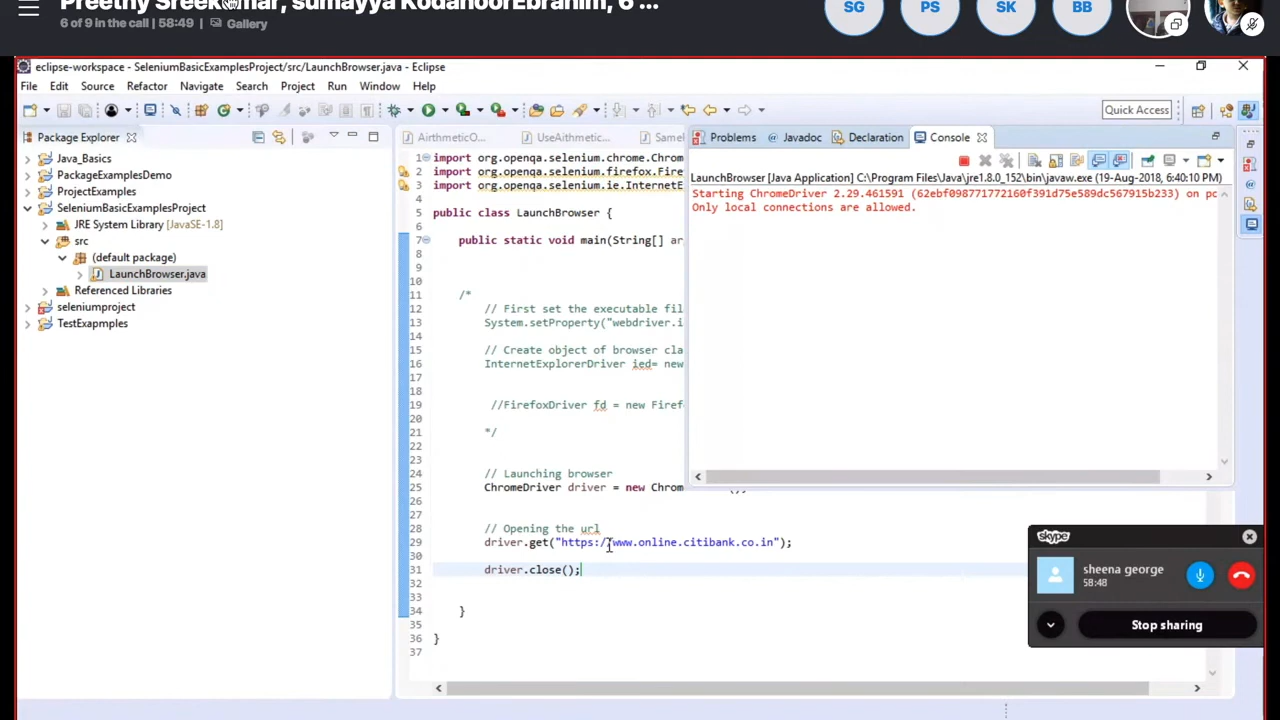 Preethy Sreekumar, sumayya KodanoorEbrahim, 6 ...
6 of 9 in the call | 58:49 | Gallery
SG PS SK BB
eclipse-workspace - SeleniumBasicExamplesProject/src/LaunchBrowser.java - Eclipse
File Edit Source Refactor Navigate Search Project Run Window Help
Quick Access
Package Explorer
Java_Basics
PackageExamplesDemo
ProjectExamples
SeleniumBasicExamplesProject
JRE System Library [JavaSE-1.8]
src
(default package)
LaunchBrowser.java
Referenced Libraries
seleniumproject
TestExapmples
ArithmeticO... UseAithmetic... Same
1 import org.openqa.selenium.chrome.Chrom
2 import org.openqa.selenium.firefox.Fire
3 import org.openqa.selenium.ie.InternetE
4
5 public class LaunchBrowser {
6
7 public static void main(String[] ar
8
9
10
11 /*
12 // First set the executable fil
13 System.setProperty("webdriver.i
14
15 // Create object of browser cla
16 InternetExplorerDriver ied= new
17
18
19 //FirefoxDriver fd = new Firef
20
21 */
22
23
24 // Launching browser
25 ChromeDriver driver = new Chrom
26
27
28 // Opening the url
29 driver.get("https://www.online.citibank.co.in");
30
31 driver.close();
32
33
34 }
35
36 }
37
Problems Javadoc Declaration Console
LaunchBrowser [Java Application] C:\Program Files\Java\jre1.8.0_152\bin\javaw.exe (19-Aug-2018, 6:40:10 PM)
Starting ChromeDriver 2.29.461591 (62ebf098771772160f391d75e589dc567915b233) on po
Only local connections are allowed.
skype
sheena george
58:48
Stop sharing